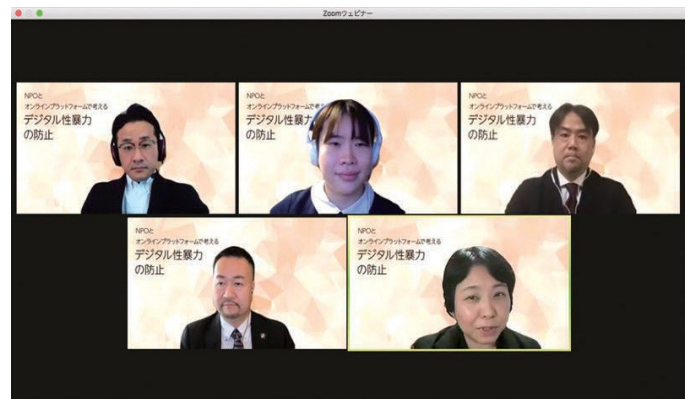 Zoomウェビナー
NPOと
オンラインプラットフォームで考える
デジタル性暴力
の防止
NPOと
オンラインプラットフォームで考え
デジタル性暴力
の防止
NPOと
オンラインプラットフォームで考える
デジタル性暴力
の防止
NPOと
オンラインプラットフォームで考える
デジタル性暴力
の防止
NPOと
オンラインプラットフォームで考える
デジタル性暴力
の防止